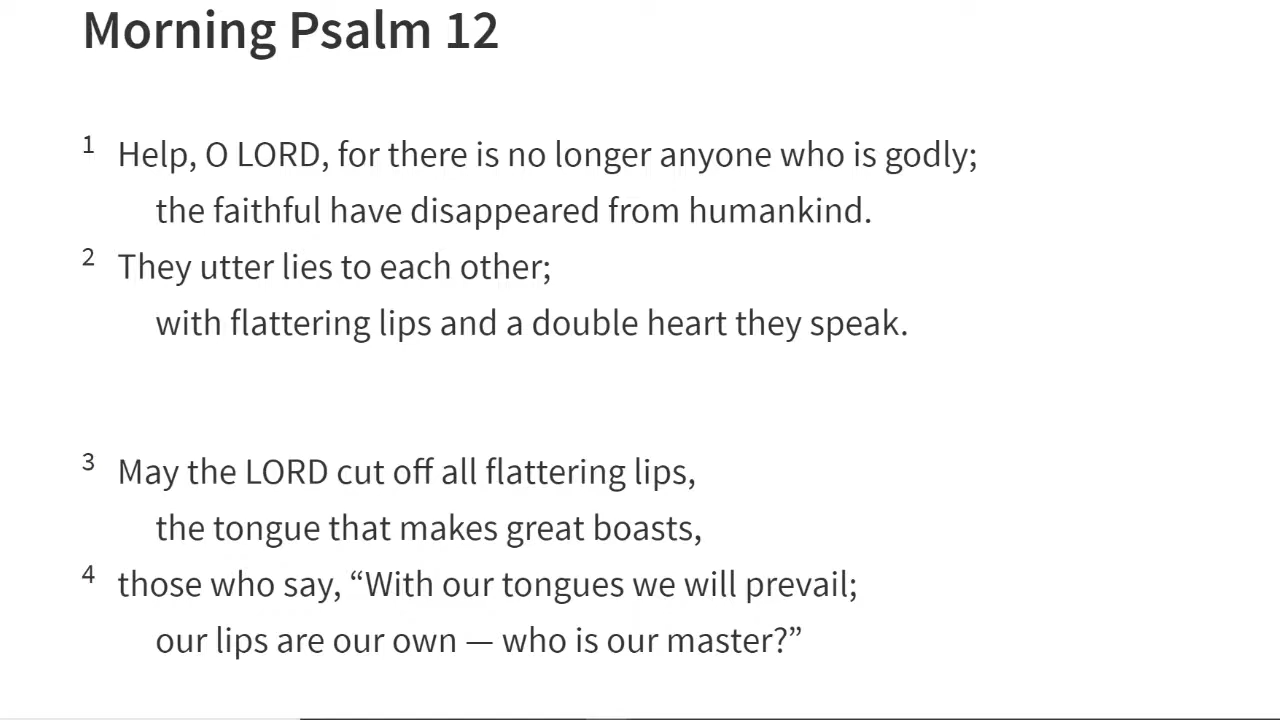 Morning Psalm 12
1 Help, O LORD, for there is no longer anyone who is godly;
the faithful have disappeared from humankind.
2 They utter lies to each other;
with flattering lips and a double heart they speak.
3 May the LORD cut off all flattering lips,
the tongue that makes great boasts,
4 those who say, “With our tongues we will prevail;
our lips are our own — who is our master?”